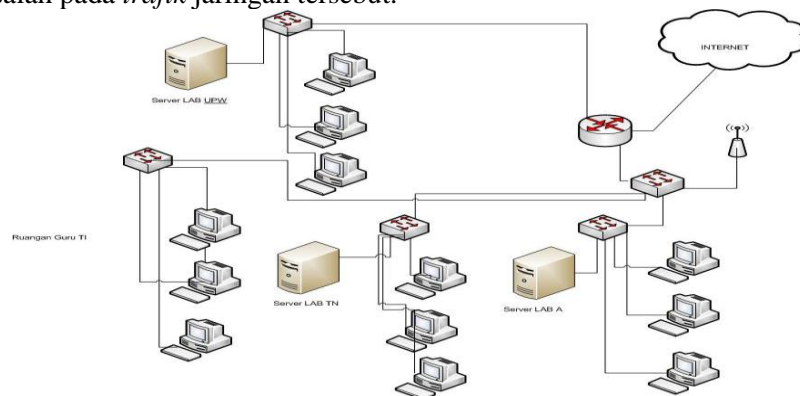 pada trafik jaringan tersebut.
INTERNET
Server LAB UPW
Ruangan Guru TI
Server LAB TN
Server LAB A